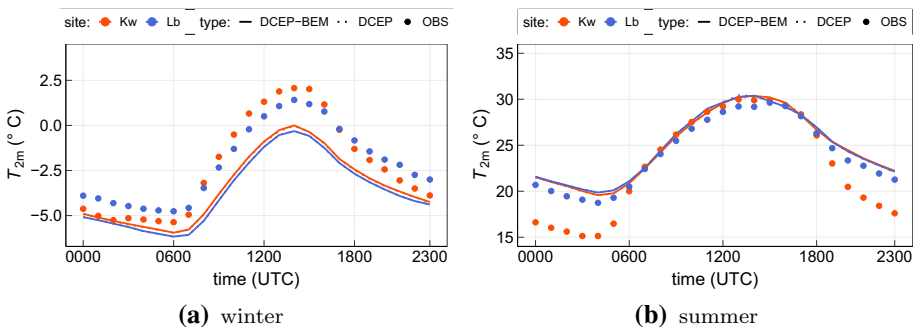 site: Kw Lb type: DCEP−BEM DCEP OBS
T2m (° C)
2.5
0.0
−2.5
−5.0
0000 0600 1200 1800 2300
time (UTC)
(a) winter
site: Kw Lb type: DCEP−BEM DCEP OBS
T2m (° C)
35
30
25
20
15
0000 0600 1200 1800 2300
time (UTC)
(b) summer